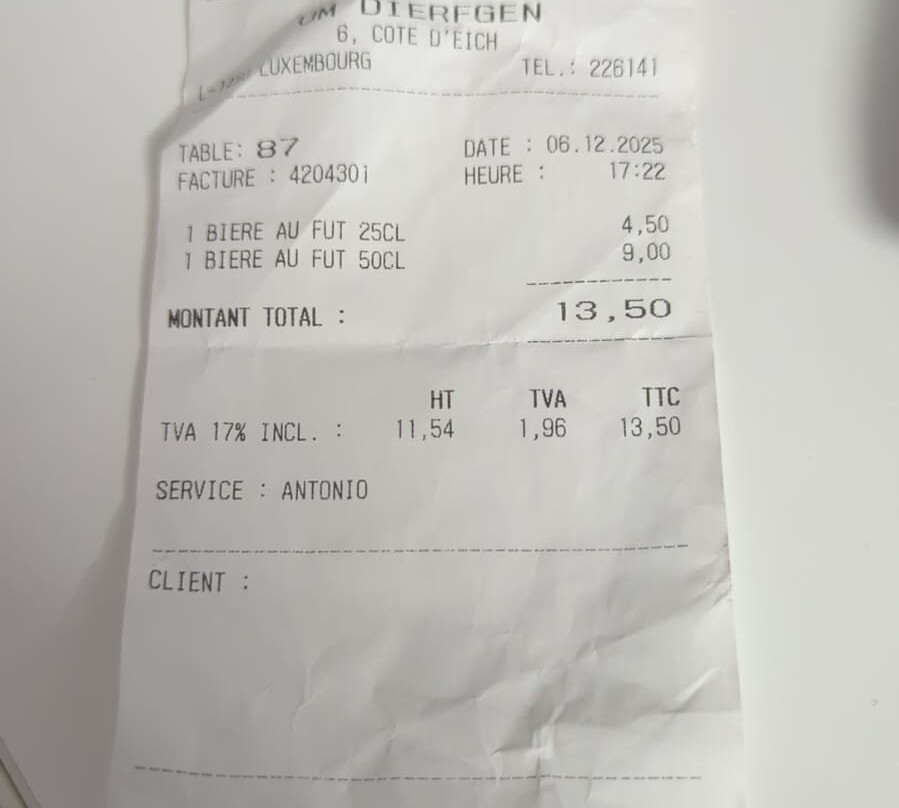 UM DIERFGEN
6, COTE D'EICH
LUXEMBOURG TEL.: 226141
TABLE: 87 DATE : 06.12.2025
FACTURE : 4204301 HEURE : 17:22
1 BIERE AU FUT 25CL 4,50
1 BIERE AU FUT 50CL 9,00
MONTANT TOTAL : 13,50
HT TVA TTC
TVA 17% INCL. : 11,54 1,96 13,50
SERVICE : ANTONIO
CLIENT :